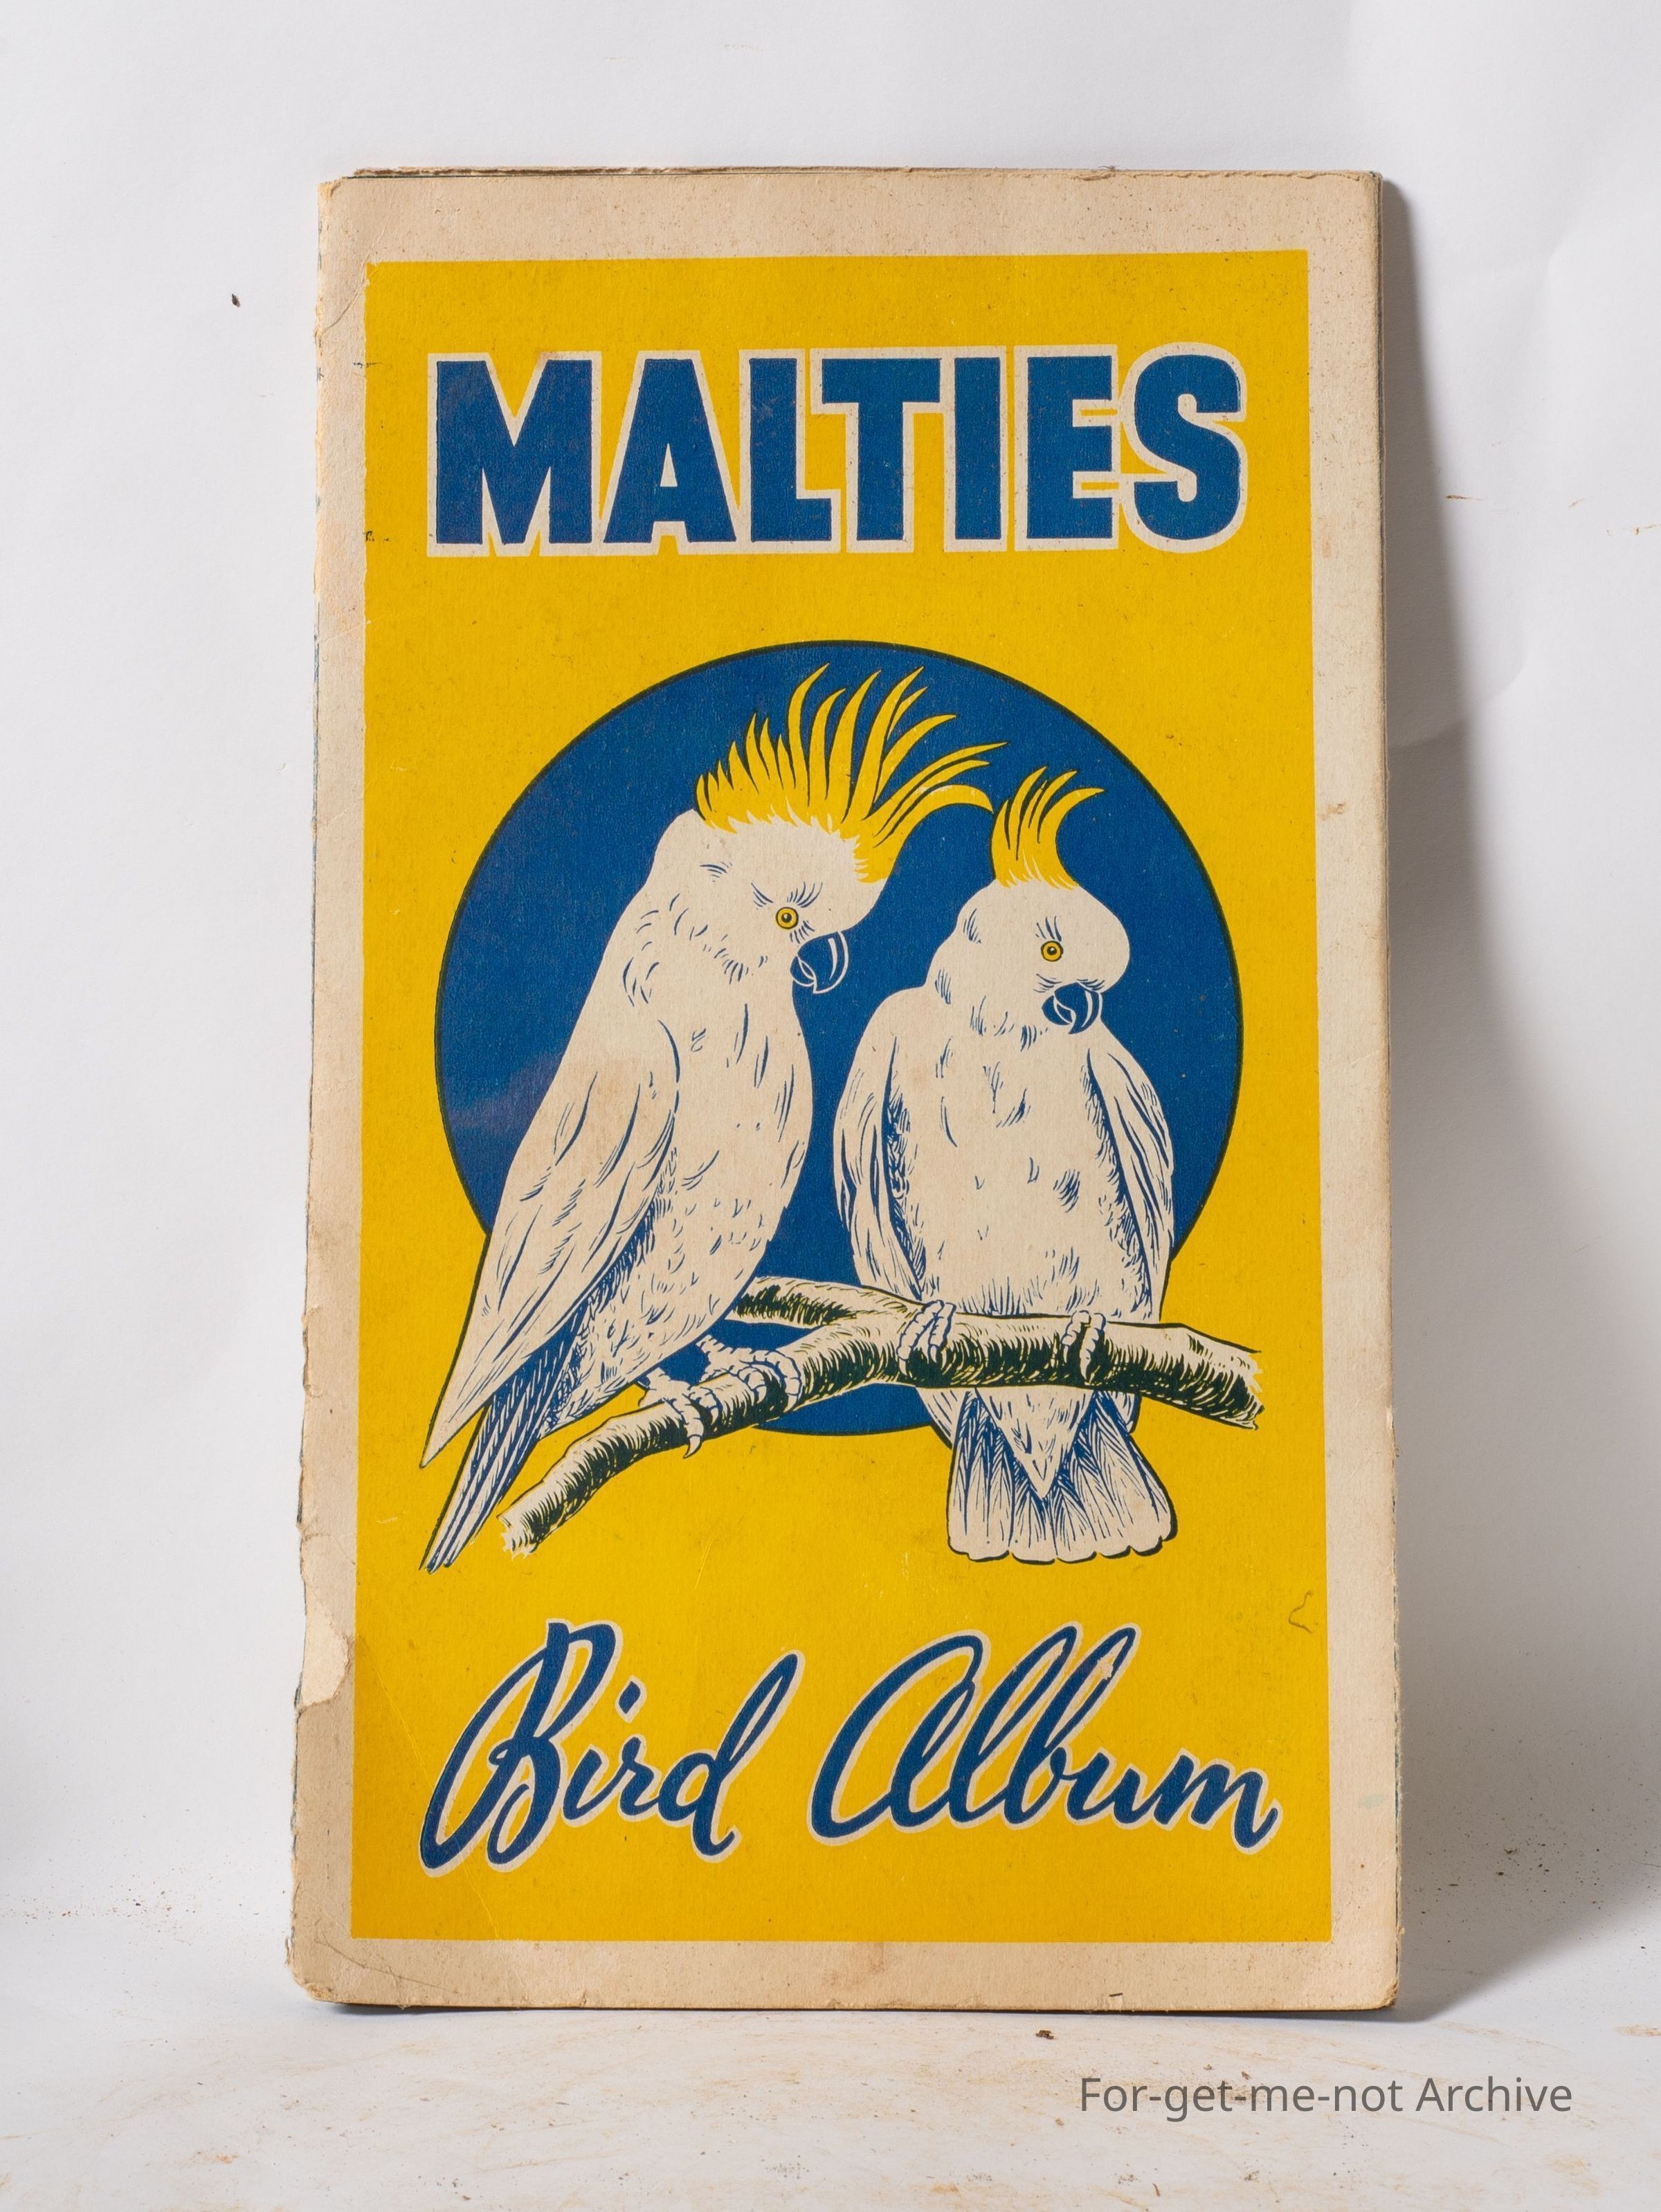 MALTIES
Bird Album
For-get-me-not Archive